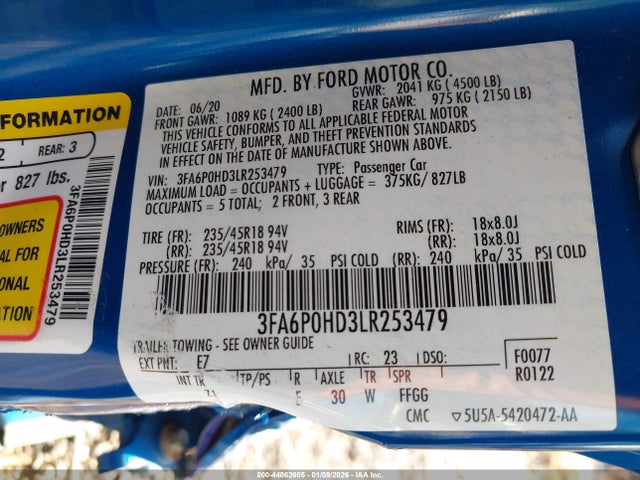 MFD. BY FORD MOTOR CO.
DATE: 06/20 GVWR: 2041 KG ( 4500 LB)
FRONT GAWR: 1089 KG ( 2400 LB) REAR GAWR: 975 KG ( 2150 LB)
THIS VEHICLE CONFORMS TO ALL APPLICABLE FEDERAL MOTOR
VEHICLE SAFETY, BUMPER, AND THEFT PREVENTION STANDARDS
IN EFFECT ON THE DATE OF MANUFACTURE SHOWN ABOVE.
VIN: 3FA6P0HD3LR253479 TYPE: Passenger Car
MAXIMUM LOAD = OCCUPANTS + LUGGAGE = 375KG/ 827LB
OCCUPANTS = 5 TOTAL; 2 FRONT, 3 REAR
TIRE (FR): 235/45R18 94V RIMS (FR): 18x8.0J
(RR): 235/45R18 94V (RR): 18x8.0J
PRESSURE (FR): 240 kPa/ 35 PSI COLD (RR): 240 kPa/ 35 PSI COLD
3FA6P0HD3LR253479
TRAILER TOWING - SEE OWNER GUIDE
EXT PNT: E7 RC: 23 DSO: F0077
R0122
INT TR TP/PS R AXLE TR SPR
30 W FFGG
CMC ▽5U5A-5420472-AA
FORMATION
2 REAR: 3
r 827 lbs.
3FA6P0HD3LR253479
OWNERS
AL FOR
IONAL
000-44062605 - 01/09/2026 - IAA Inc.